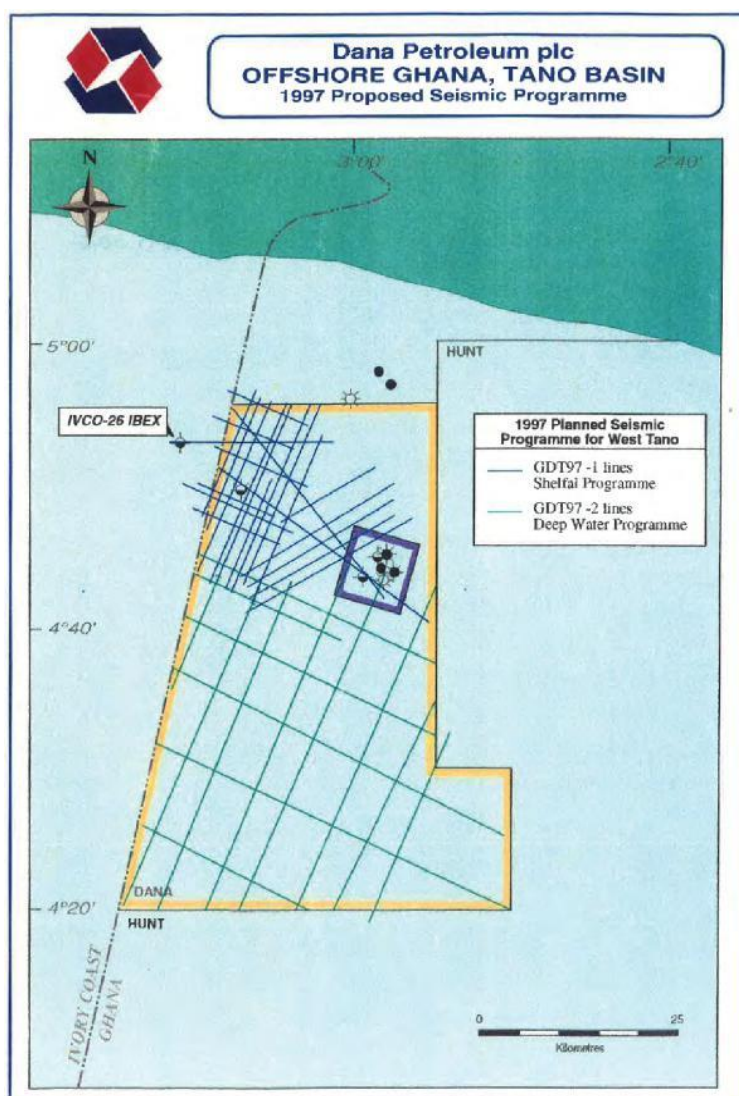 Dana Petroleum plc
OFFSHORE GHANA, TANO BASIN
1997 Proposed Seismic Programme
N
3°00'
2°40'
5°00'
HUNT
IVCO-26 IBEX
1997 Planned Seismic
Programme for West Tano
GDT97 -1 lines
Shelfal Programme
GDT97 -2 lines
Deep Water Programme
4°40'
DANA
4°20'
HUNT
IVORY COAST
GHANA
0
25
Kilometres